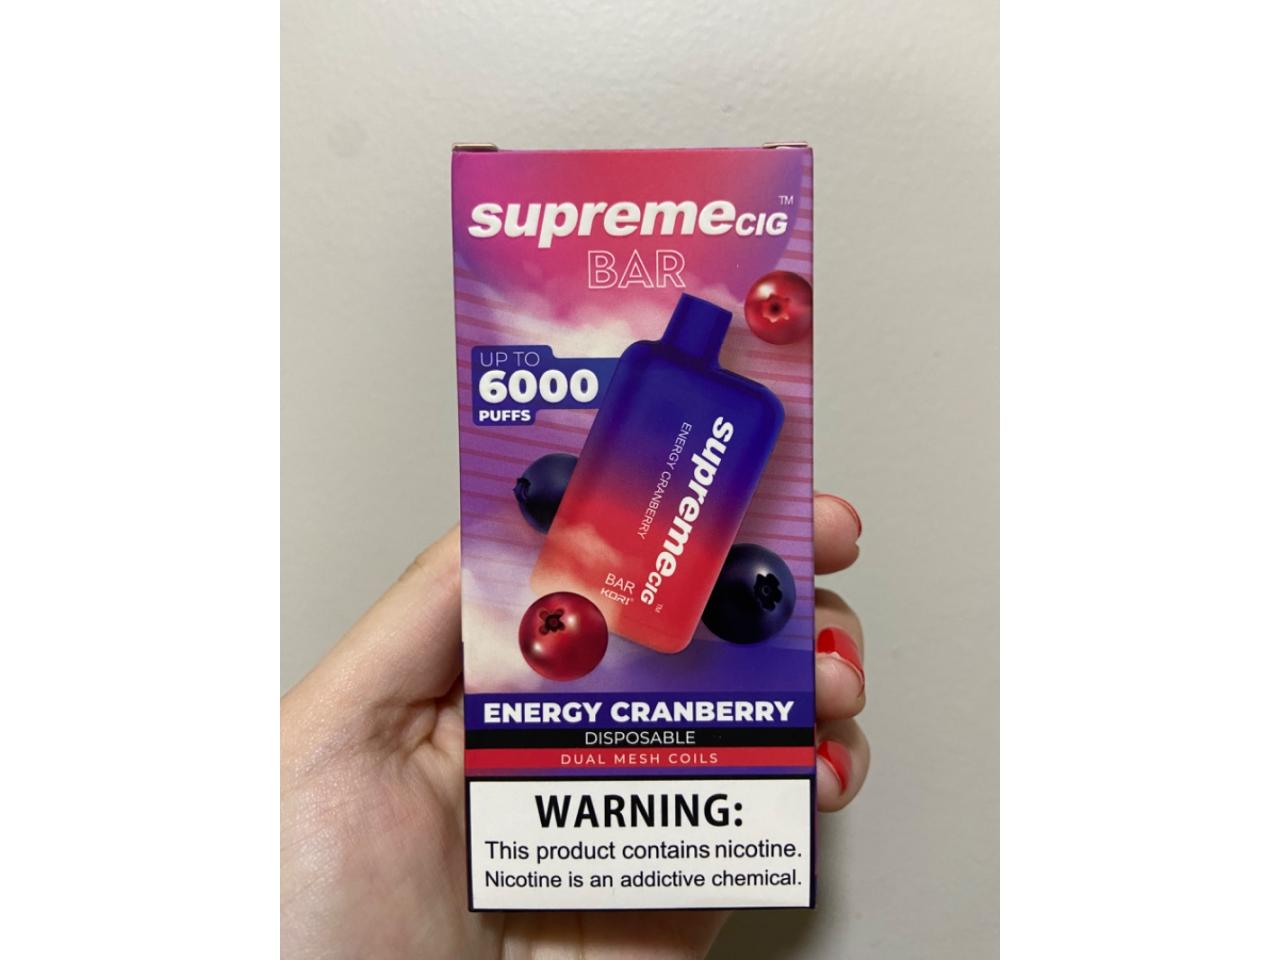 supremeCIG™
BAR
UP TO
6000
PUFFS
supremeCIG™
ENERGY CRANBERRY
BAR
KORI®
ENERGY CRANBERRY
DISPOSABLE
DUAL MESH COILS
WARNING:
This product contains nicotine.
Nicotine is an addictive chemical.